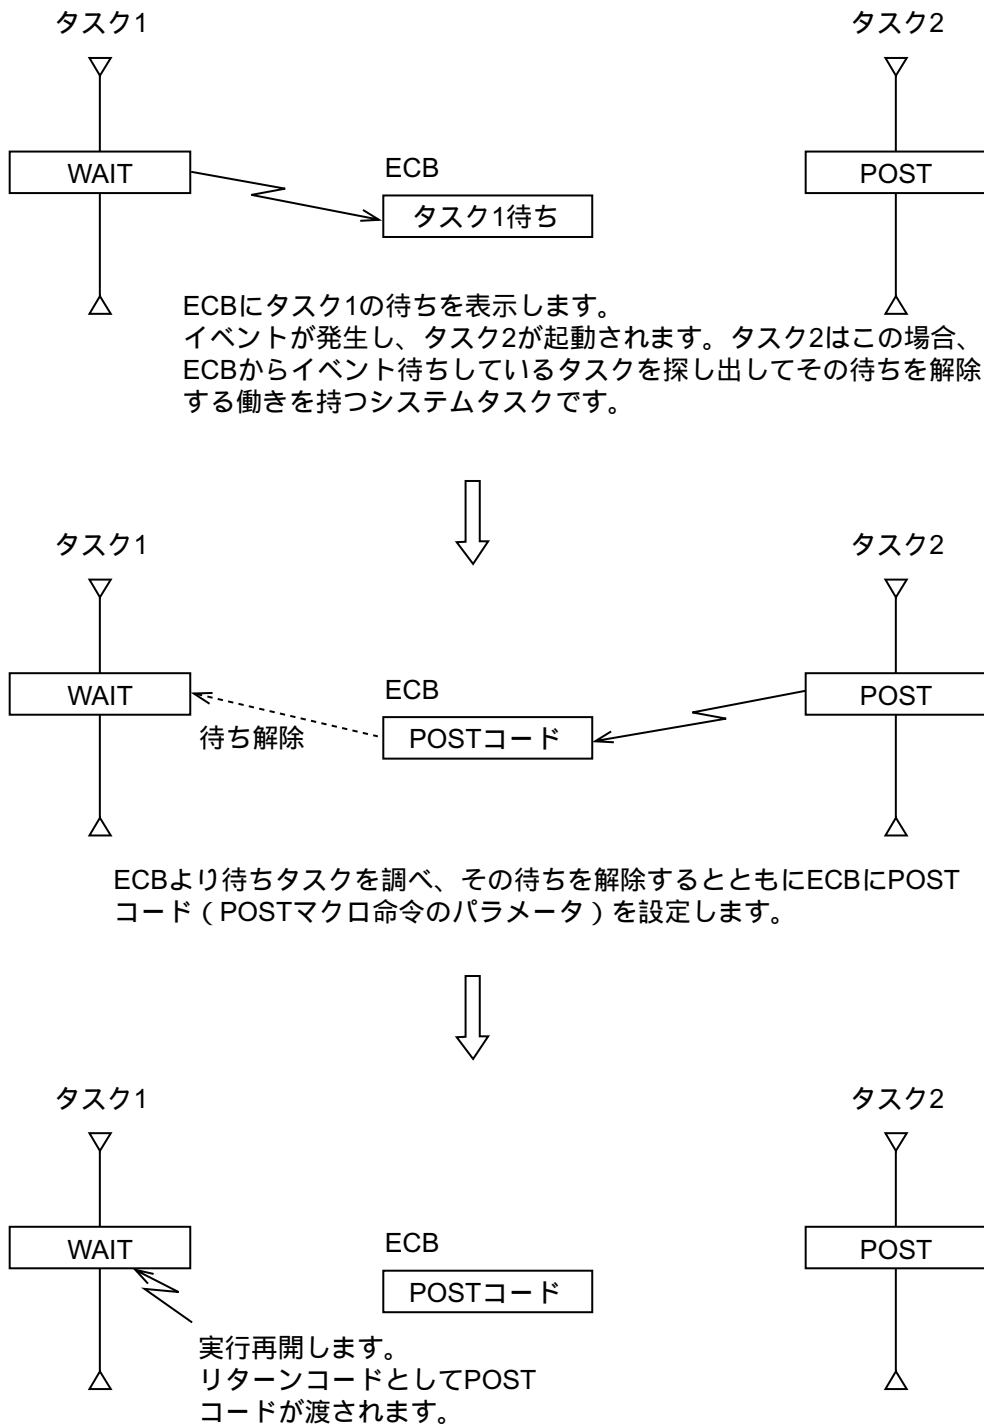 タスク1
タスク2
WAIT
ECB
POST
タスク1待ち
ECBにタスク1の待ちを表示します。
イベントが発生し、タスク2が起動されます。タスク2はこの場合、
ECBからイベント待ちしているタスクを探し出してその待ちを解除
する働きを持つシステムタスクです。
タスク1
タスク2
WAIT
ECB
POST
待ち解除
POSTコード
ECBより待ちタスクを調べ、その待ちを解除するとともにECBにPOST
コード（POSTマクロ命令のパラメータ）を設定します。
タスク1
タスク2
WAIT
ECB
POST
POSTコード
実行再開します。
リターンコードとしてPOST
コードが渡されます。